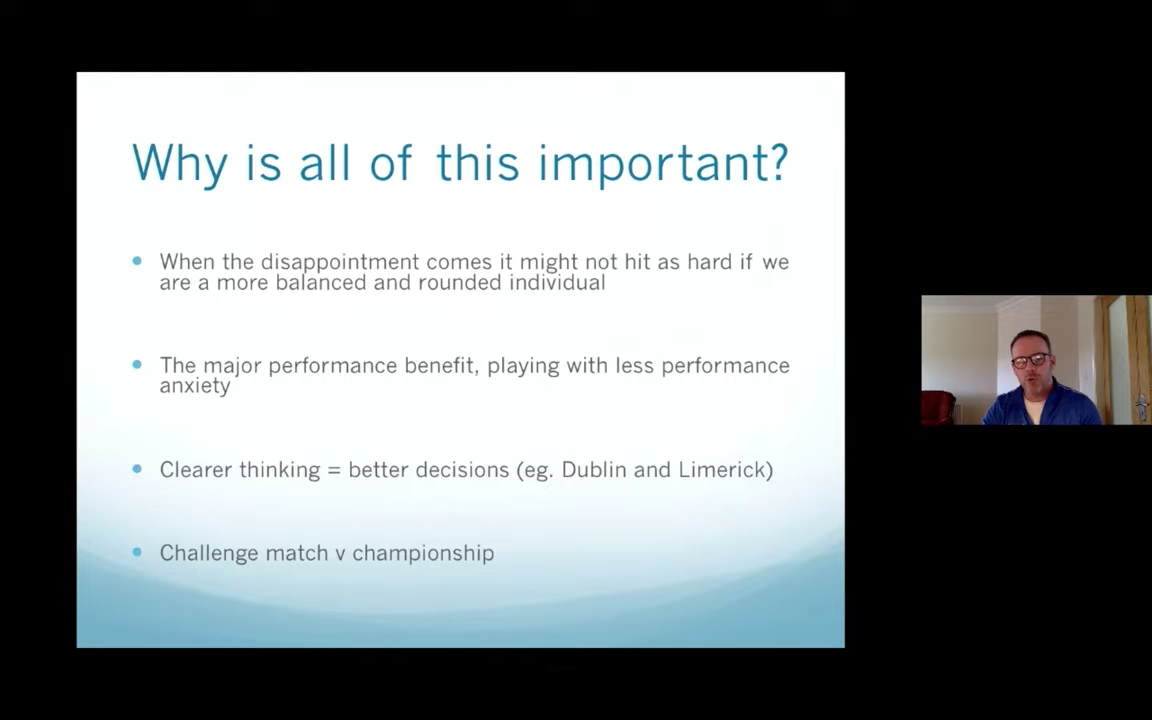 Why is all of this important?
When the disappointment comes it might not hit as hard if we
are a more balanced and rounded individual
The major performance benefit, playing with less performance
anxiety
Clearer thinking = better decisions (eg. Dublin and Limerick)
Challenge match v championship